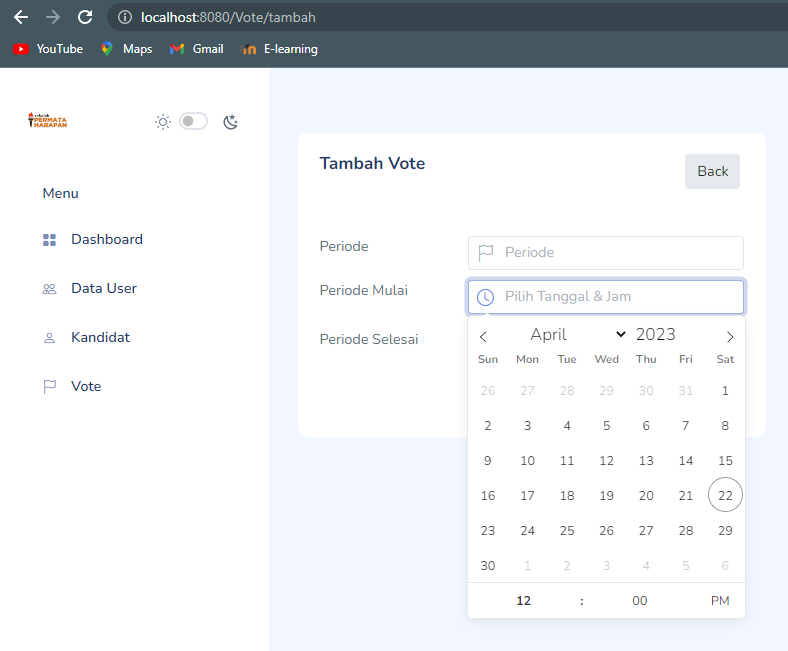 localhost:8080/Vote/tambah
YouTube Maps Gmail E-learning
sekolah
PERMATA
HARAPAN
Menu
Dashboard
Data User
Kandidat
Vote
Tambah Vote
Back
Periode
Periode
Periode Mulai
Pilih Tanggal & Jam
Periode Selesai
April 2023
Sun Mon Tue Wed Thu Fri Sat
26 27 28 29 30 31 1
2 3 4 5 6 7 8
9 10 11 12 13 14 15
16 17 18 19 20 21 22
23 24 25 26 27 28 29
30 1 2 3 4 5 6
12 : 00 PM